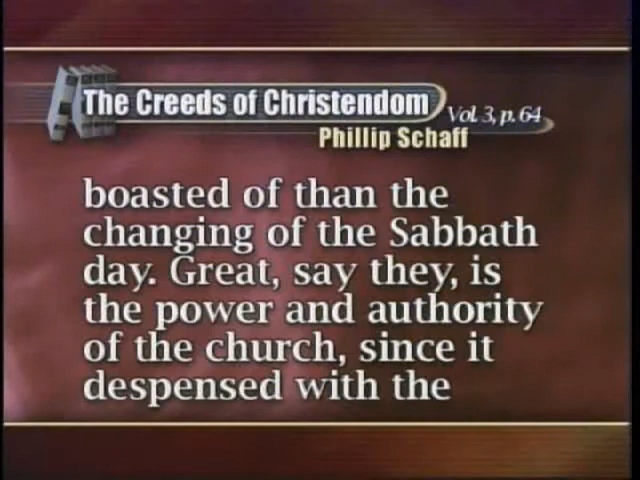 The Creeds of Christendom Vol. 3, p. 64
Phillip Schaff
boasted of than the
changing of the Sabbath
day. Great, say they, is
the power and authority
of the church, since it
despensed with the